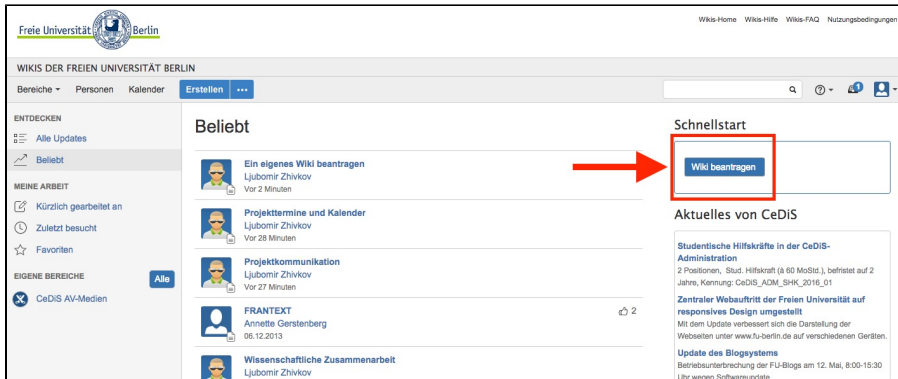 Freie Universität Berlin
Wikis-Home Wikis-Hilfe Wikis-FAQ Nutzungsbedingungen
WIKIS DER FREIEN UNIVERSITÄT BERLIN
Bereiche Personen Kalender Erstellen ...
1
ENTDECKEN
Alle Updates
Beliebt
MEINE ARBEIT
Kürzlich gearbeitet an
Zuletzt besucht
Favoriten
EIGENE BEREICHE Alle
CeDiS AV-Medien
Beliebt
Ein eigenes Wiki beantragen
Ljubomir Zhivkov
Vor 2 Minuten
Projekttermine und Kalender
Ljubomir Zhivkov
Vor 28 Minuten
Projektkommunikation
Ljubomir Zhivkov
Vor 27 Minuten
FRANTEXT 2
Annette Gerstenberg
06.12.2013
Wissenschaftliche Zusammenarbeit
Ljubomir Zhivkov
Schnellstart
Wiki beantragen
Aktuelles von CeDiS
Studentische Hilfskräfte in der CeDiS-
Administration
2 Positionen, Stud. Hilfskraft (à 60 MoStd.), befristet auf 2
Jahre, Kennung: CeDiS_ADM_SHK_2016_01
Zentraler Webauftritt der Freien Universität auf
responsives Design umgestellt
Mit dem Update verbessert sich die Darstellung der
Webseiten unter www.fu-berlin.de auf verschiedenen Geräten.
Update des Blogsystems
Betriebsunterbrechung der FU-Blogs am 12. Mai, 8:00-15:30
Uhr wegen Softwareupdate